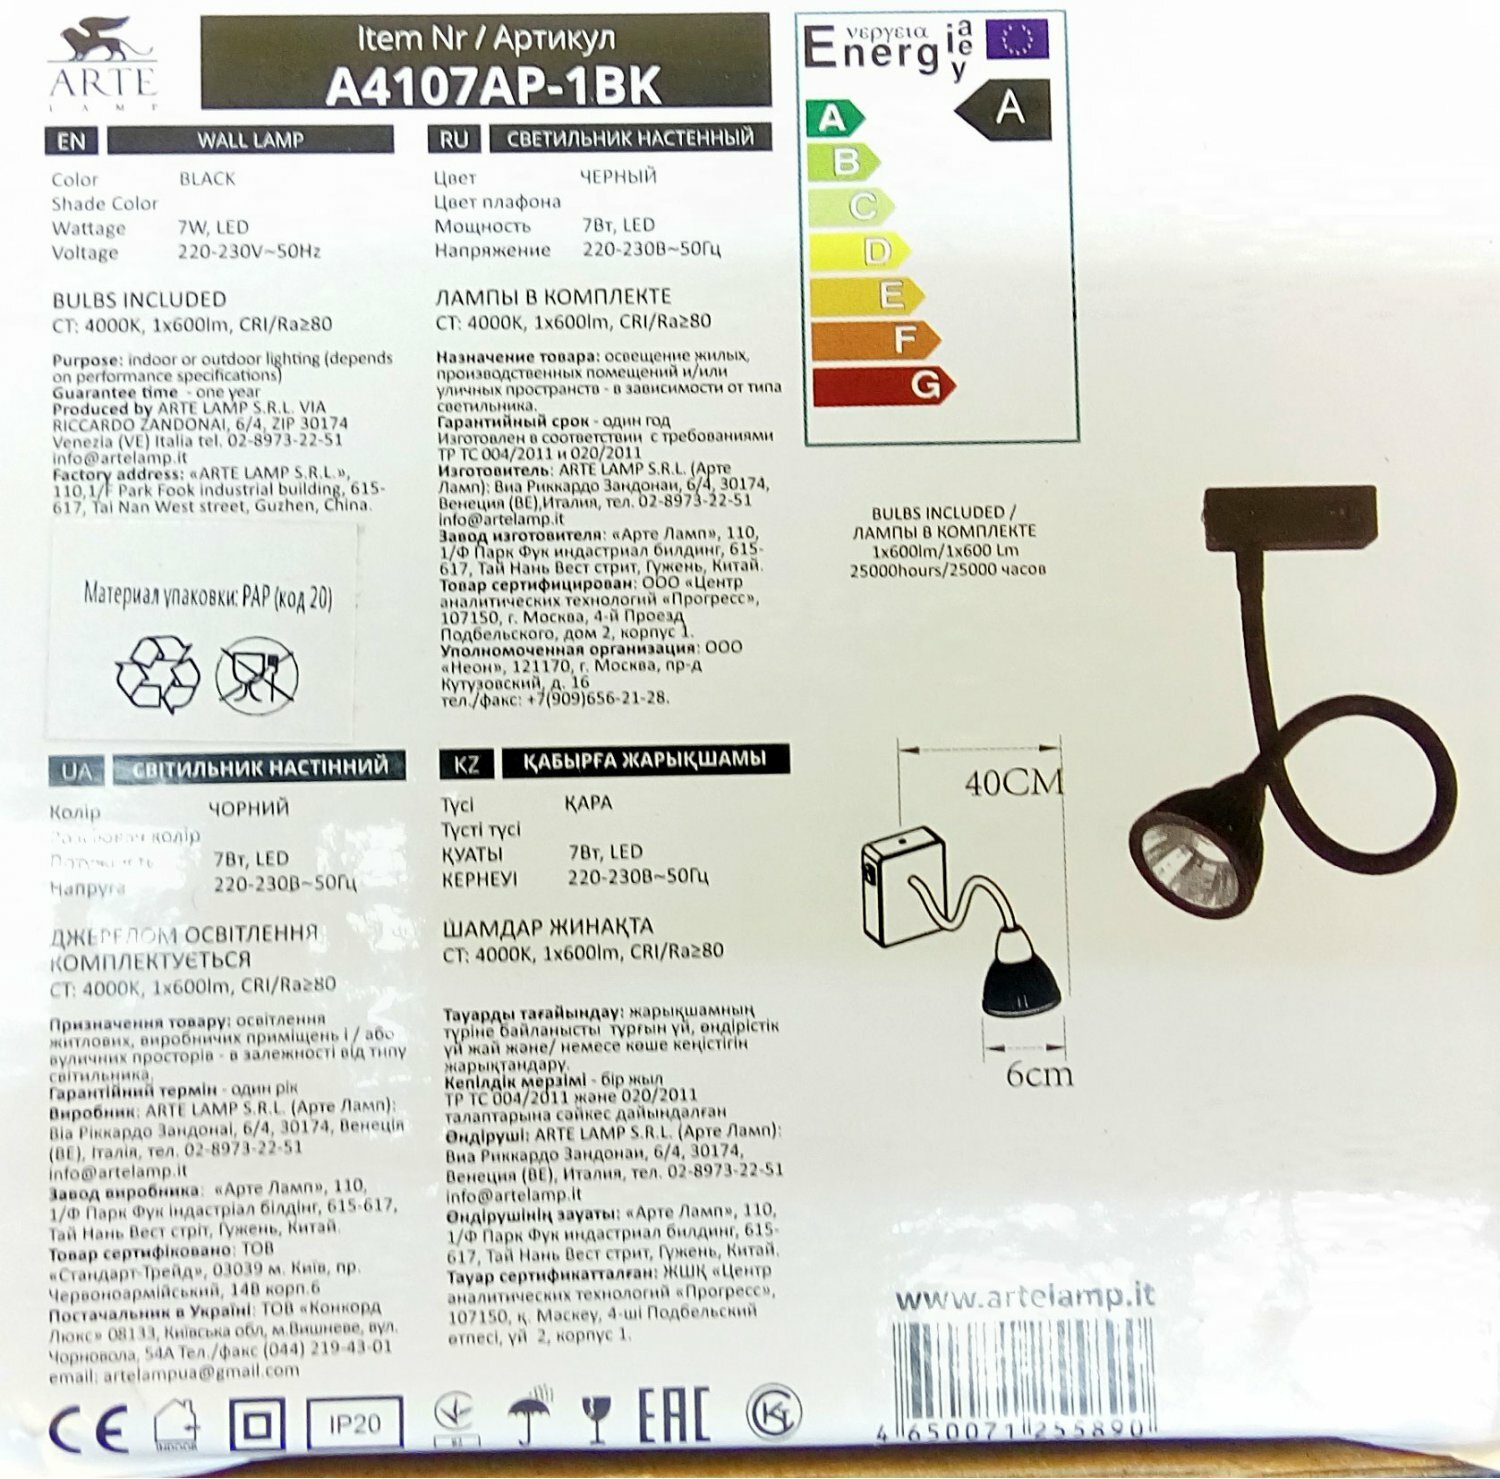 ARTE
LAMP
Item Nr / Артикул
A4107AP-1BK
EN WALL LAMP
Color BLACK
Shade Color
Wattage 7W, LED
Voltage 220-230V~50Hz
BULBS INCLUDED
CT: 4000K, 1x600lm, CRI/Ra≥80
Purpose: indoor or outdoor lighting (depends
on performance specifications)
Guarantee time - one year
Produced by ARTE LAMP S.R.L. VIA
RICCARDO ZANDONAI, 6/4, ZIP 30174
Venezia (VE) Italia tel. 02-8973-22-51
info@artelamp.it
Factory address: «ARTE LAMP S.R.L.»,
110,1/F Park Fook industrial building, 615-
617, Tai Nan West street, Guzhen, China.
Материал упаковки: PAP (код 20)
RU СВЕТИЛЬНИК НАСТЕННЫЙ
Цвет ЧЕРНЫЙ
Цвет плафона
Мощность 7Вт, LED
Напряжение 220-230В~50Гц
ЛАМПЫ В КОМПЛЕКТЕ
CT: 4000K, 1x600lm, CRI/Ra≥80
Назначение товара: освещение жилых,
производственных помещений и/или
уличных пространств - в зависимости от типа
светильника.
Гарантийный срок - один год
Изготовлен в соответствии с требованиями
ТР ТС 004/2011 и 020/2011
Изготовитель: ARTE LAMP S.R.L. (Арте
Ламп): Виа Риккардо Зандонаи, 6/4, 30174,
Венеция (ВЕ),Италия, тел. 02-8973-22-51
info@artelamp.it
Завод изготовителя: «Арте Ламп», 110,
1/Ф Парк Фук индастриал билдинг, 615-
617, Тай Нань Вест стрит, Гужень, Китай.
Товар сертифицирован: ООО «Центр
аналитических технологий «Прогресс»,
107150, г. Москва, 4-й Проезд
Подбельского, дом 2, корпус 1.
Уполномоченная организация: ООО
«Неон», 121170, г. Москва, пр-д
Кутузовский, д. 16
тел./факс: +7(909)656-21-28.
Energ
ενεργεια
ia
ie
y
A
A
B
C
D
E
F
G
BULBS INCLUDED /
ЛАМПЫ В КОМПЛЕКТЕ
1x600lm/1x600 Lm
25000hours/25000 часов
40CM
6cm
UA СВІТИЛЬНИК НАСТІННИЙ
Колір ЧОРНИЙ
колір
7Вт, LED
Напруга 220-230В~50Гц
ДЖЕРЕЛОМ ОСВІТЛЕННЯ
КОМПЛЕКТУЄТЬСЯ
CT: 4000K, 1x600lm, CRI/Ra≥80
Призначення товару: освітлення
житлових, виробничих приміщень і / або
вуличних просторів - в залежності від типу
світильника.
Гарантійний термін - один рік
Виробник: ARTE LAMP S.R.L. (Арте Ламп):
Віа Ріккардо Зандонаі, 6/4, 30174, Венеція
(ВЕ), Італія, тел. 02-8973-22-51
info@artelamp.it
Завод виробника: «Арте Ламп», 110,
1/Ф Парк Фук індастріал білдінг, 615-617,
Тай Нань Вест стріт, Гужень, Китай.
Товар сертифіковано: ТОВ
«Стандарт-Трейд», 03039 м. Київ, пр.
Червоноармійський, 14В корп.6
Постачальник в Україні: ТОВ «Конкорд
Люкс» 08133, Київська обл, м.Вишневе, вул.
Чорновола, 54А Тел./факс (044) 219-43-01
email: artelampua@gmail.com
KZ ҚАБЫРҒА ЖАРЫҚШАМЫ
Түсі ҚАРА
Түсті түсі
ҚУАТЫ 7Вт, LED
КЕРНЕУІ 220-230В~50Гц
ШАМДАР ЖИНАҚТА
CT: 4000K, 1x600lm, CRI/Ra≥80
Тауарды тағайындау: жарықшамның
түріне байланысты тұрғын үй, өндірістік
үй жай және/ немесе көше кеңістігін
жарықтандару.
Кепілдік мерзімі - бір жыл
ТР ТС 004/2011 және 020/2011
талаптарына сәйкес дайындалған
Өндіруші: ARTE LAMP S.R.L. (Арте Ламп):
Виа Риккардо Зандонаи, 6/4, 30174,
Венеция (ВЕ), Италия, тел. 02-8973-22-51
info@artelamp.it
Өндірушінің зауаты: «Арте Ламп», 110,
1/Ф Парк Фук индастриал билдинг, 615-
617, Тай Нань Вест стрит, Гужень, Китай.
Тауар сертификатталған: ЖШҚ «Центр
аналитических технологий «Прогресс»,
107150, қ. Маскеу, 4-ші Подбельский
өтпесі, үй 2, корпус 1.
CE
INDOOR
IP20
EAC
www.artelamp.it
4 650071 255890